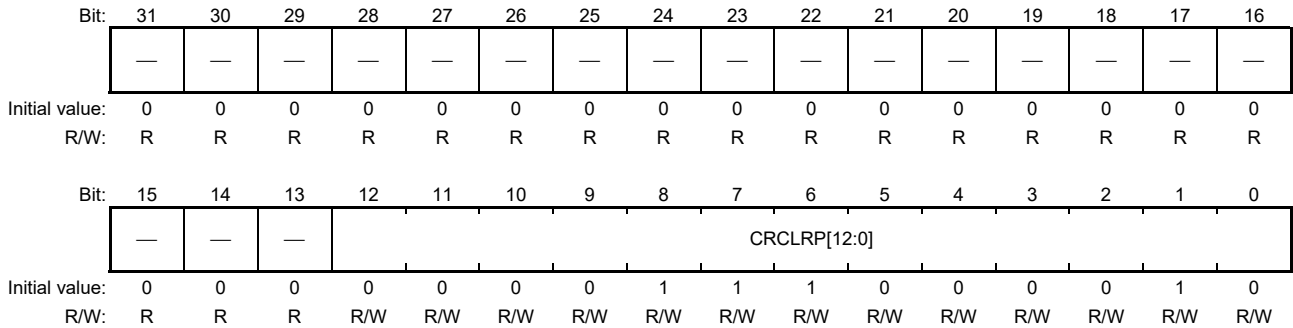 Bit: 31 30 29 28 27 26 25 24 23 22 21 20 19 18 17 16
— — — — — — — — — — — — — — — —
Initial value: 0 0 0 0 0 0 0 0 0 0 0 0 0 0 0 0
R/W: R R R R R R R R R R R R R R R R
Bit: 15 14 13 12 11 10 9 8 7 6 5 4 3 2 1 0
— — — CRCLRP[12:0]
Initial value: 0 0 0 0 0 0 0 1 1 1 0 0 0 0 1 0
R/W: R R R R/W R/W R/W R/W R/W R/W R/W R/W R/W R/W R/W R/W R/W